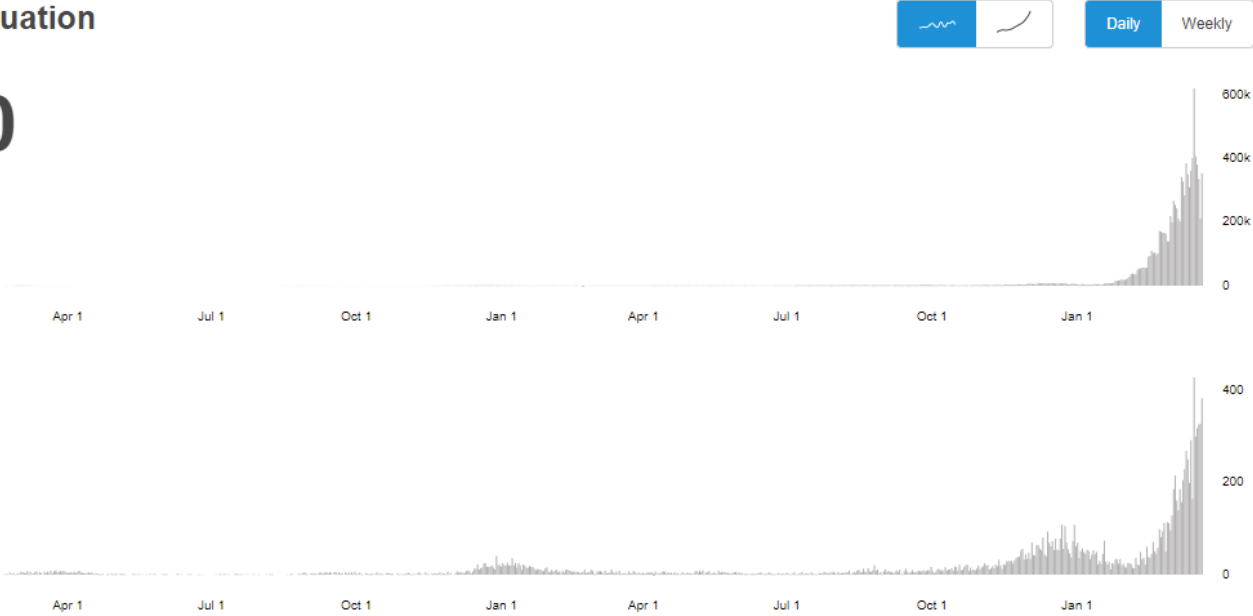 uation
Daily Weekly
0
600k
400k
200k
0
Apr 1 Jul 1 Oct 1 Jan 1 Apr 1 Jul 1 Oct 1 Jan 1
400
200
0
Apr 1 Jul 1 Oct 1 Jan 1 Apr 1 Jul 1 Oct 1 Jan 1